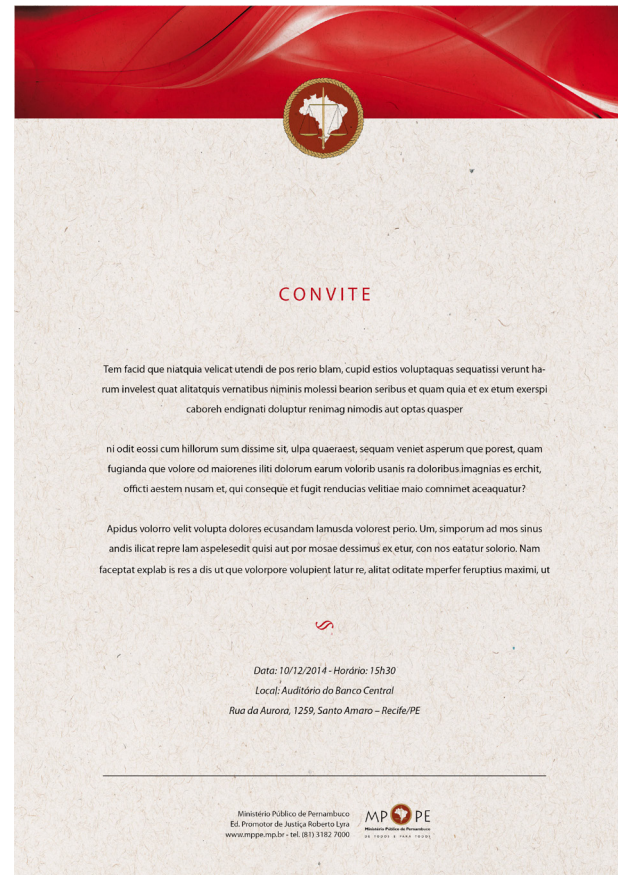 CONVITE
Tem facid que niatquia velicat utendi de pos rerio blam, cupid estios voluptaquas sequatissi verunt ha-
rum invelest quat alitatquis vernatibus niminis molessi bearion seribus et quam quia et ex etum exerspi
caboreh endignati doluptur renimag nimodis aut optas quasper
ni odit eossi cum hillorum sum dissime sit, ulpa quaeraest, sequam veniet asperum que porest, quam
fugianda que volore od maiorenes iliti dolorum earum volorib usanis ra doloribus imagnias es erchit,
officti aestem nusam et, qui conseque et fugit renducias velitiae maio comnimet aceaquatur?
Apidus volorro velit volupta dolores ecusandam lamusda volorest perio. Um, simporum ad mos sinus
andis ilicat repre lam aspelesedit quisi aut por mosae dessimus ex etur, con nos eatatur solorio. Nam
faceptat explab is res a dis ut que volorpore volupient latur re, alitat oditate mperfer feruptius maximi, ut
Data: 10/12/2014 - Horário: 15h30
Local: Auditório do Banco Central
Rua da Aurora, 1259, Santo Amaro – Recife/PE
Ministério Público de Pernambuco
Ed. Promotor de Justiça Roberto Lyra
www.mppe.mp.br - tel. (81) 3182 7000
MP PE
Ministério Público de Pernambuco
DE TODOS E PARA TODOS